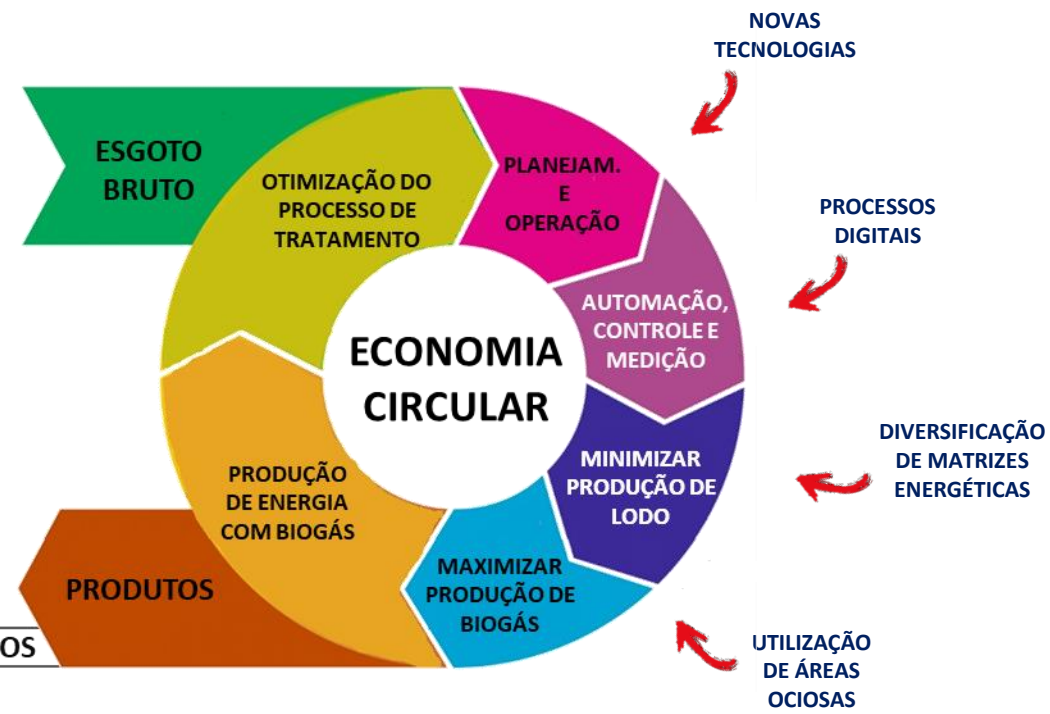 NOVAS
TECNOLOGIAS
ESGOTO
BRUTO
OTIMIZAÇÃO DO
PROCESSO DE
TRATAMENTO
PLANEJAM.
E
OPERAÇÃO
PROCESSOS
DIGITAIS
AUTOMAÇÃO,
CONTROLE E
MEDIÇÃO
ECONOMIA
CIRCULAR
DIVERSIFICAÇÃO
DE MATRIZES
ENERGÉTICAS
MINIMIZAR
PRODUÇÃO DE
LODO
PRODUÇÃO
DE ENERGIA
COM BIOGÁS
MAXIMIZAR
PRODUÇÃO DE
BIOGÁS
PRODUTOS
OS
UTILIZAÇÃO
DE ÁREAS
OCIOSAS